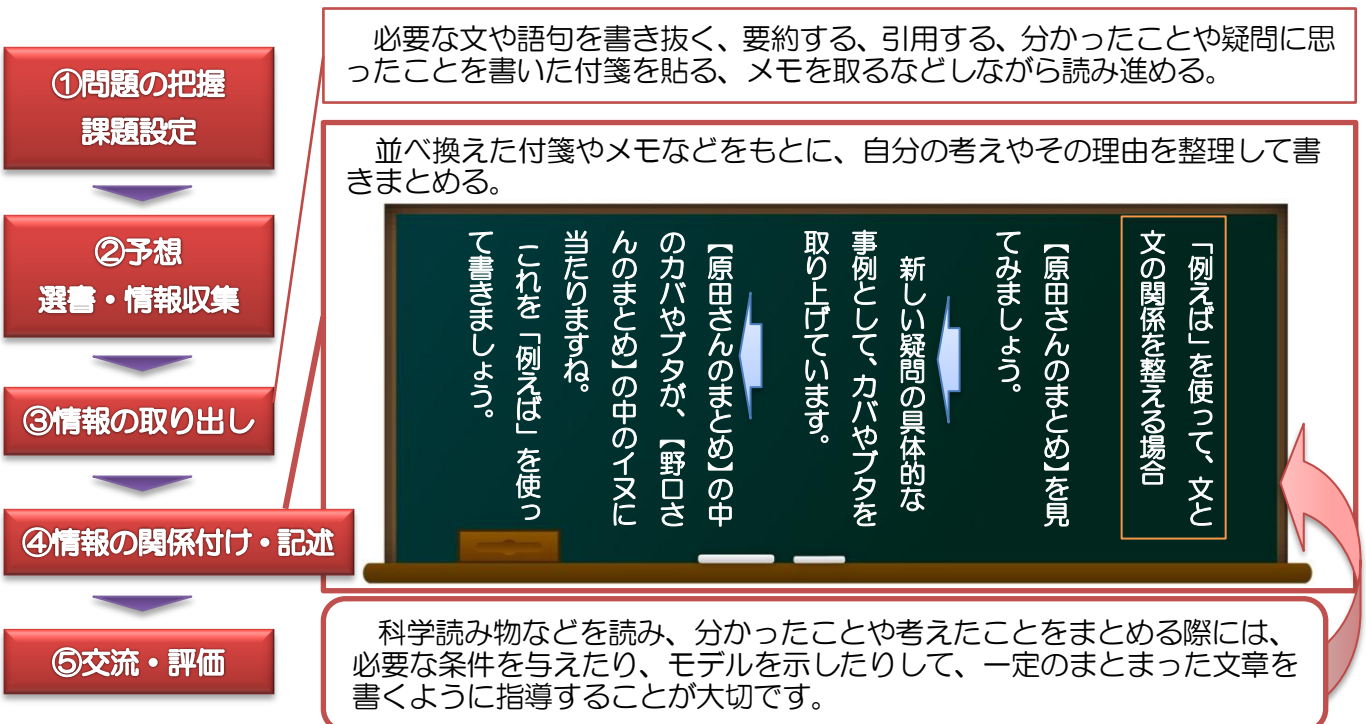 ①問題の把握
課題設定
②予想
選書・情報収集
③情報の取り出し
④情報の関係付け・記述
⑤交流・評価
必要な文や語句を書き抜く、要約する、引用する、分かったことや疑問に思
ったことを書いた付箋を貼る、メモを取るなどしながら読み進める。
並べ換えた付箋やメモなどをもとに、自分の考えやその理由を整理して書
きまとめる。
「例えば」を使って、文と
文の関係を整える場合
【原田さんのまとめ】を見
てみましょう。
新しい疑問の具体的な
事例として、カバやブタを
取り上げています。
【原田さんのまとめ】の中
のカバやブタが、【野口さ
んのまとめ】の中のイヌに
当たりますね。
これを「例えば」を使っ
て書きましょう。
科学読み物などを読み、分かったことや考えたことをまとめる際には、
必要な条件を与えたり、モデルを示したりして、一定のまとまった文章を
書くように指導することが大切です。